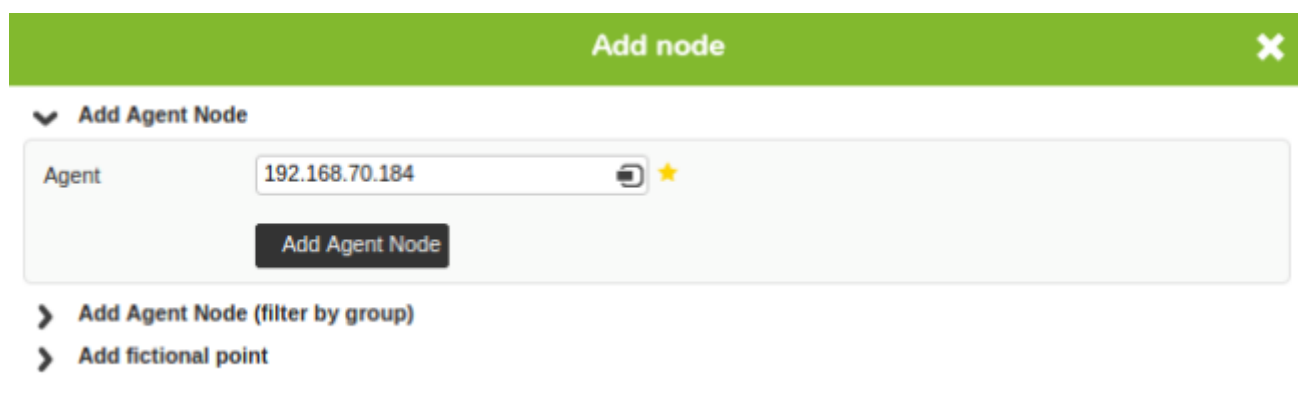 Add node
Add Agent Node
Agent 192.168.70.184
Add Agent Node
Add Agent Node (filter by group)
Add fictional point